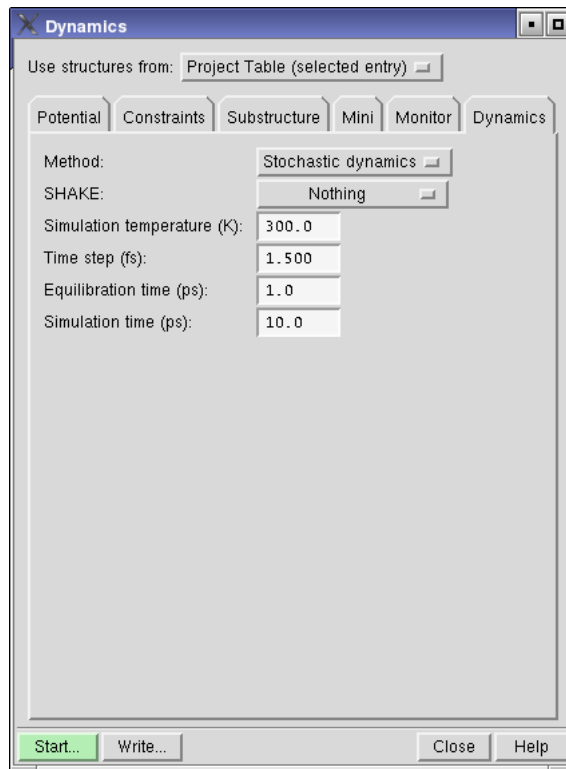 Dynamics
Use structures from: Project Table (selected entry)
Potential Constraints Substructure Mini Monitor Dynamics
Method: Stochastic dynamics
SHAKE: Nothing
Simulation temperature (K): 300.0
Time step (fs): 1.500
Equilibration time (ps): 1.0
Simulation time (ps): 10.0
Start... Write... Close Help